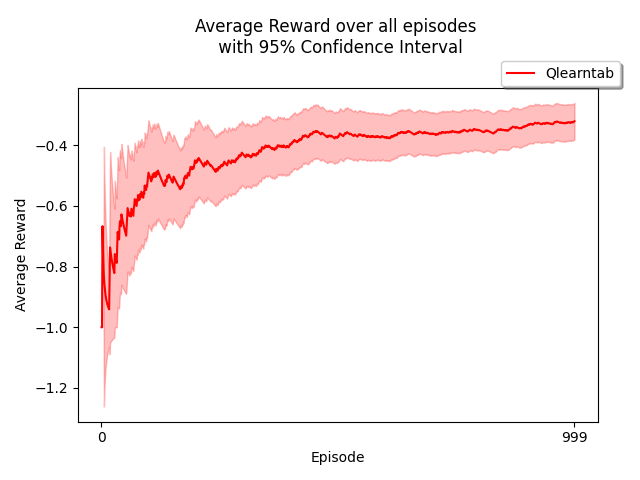 Average Reward over all episodes
with 95% Confidence Interval
Qlearntab
Average Reward
−0.4
−0.6
−0.8
−1.0
−1.2
0
999
Episode